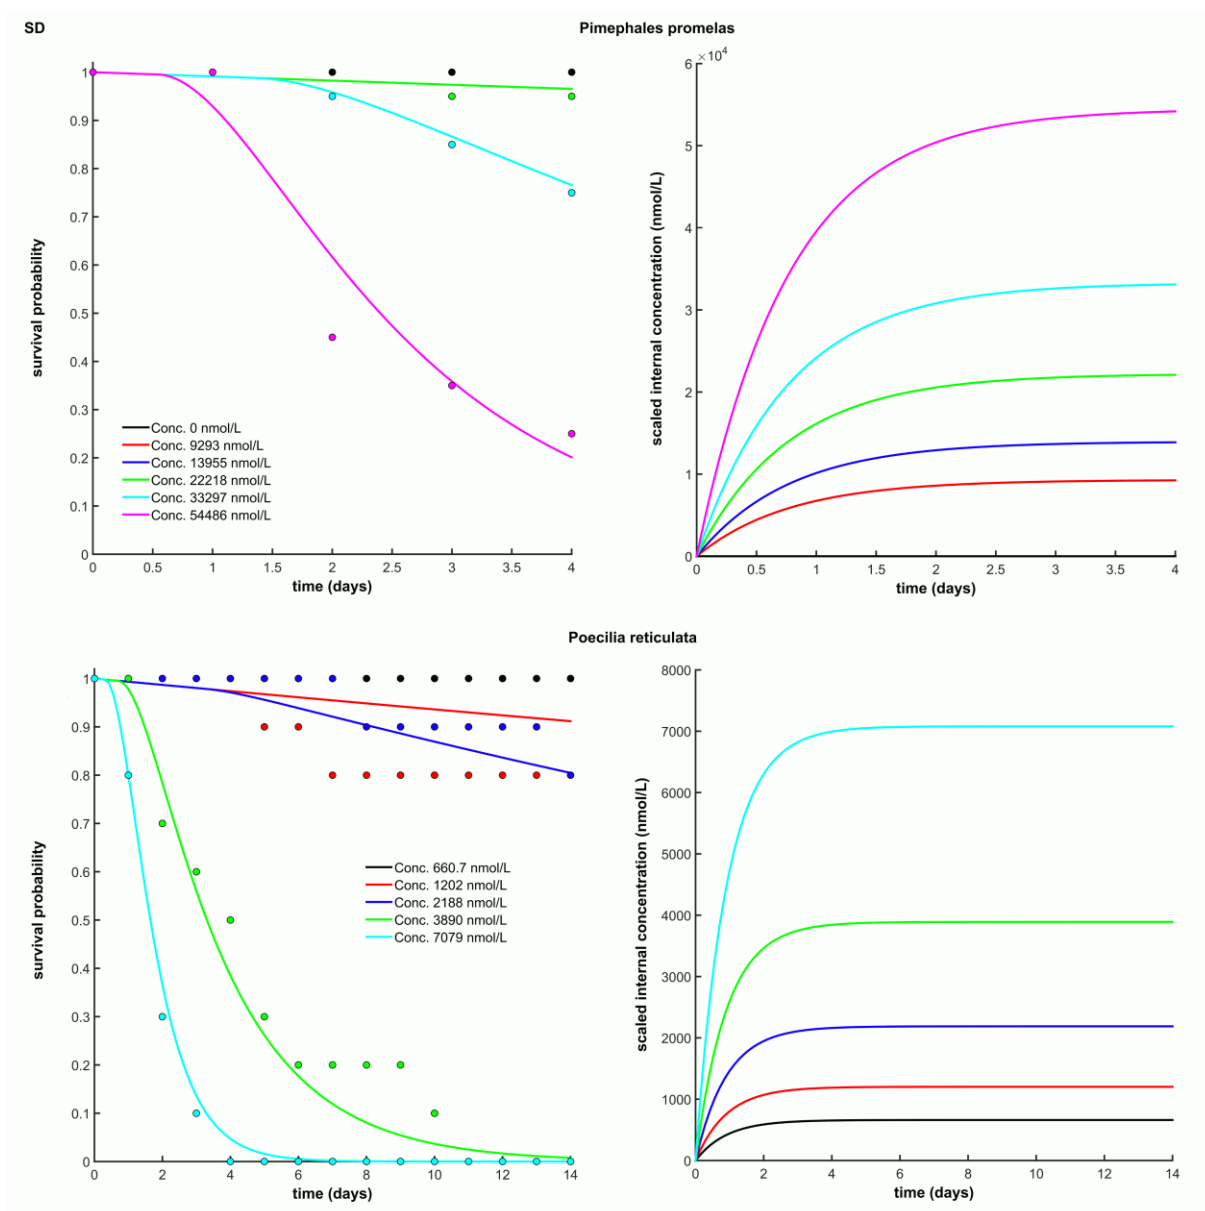 SD
Pimephales promelas
1
0.9
0.8
0.7
0.6
0.5
0.4
0.3
0.2
0.1
0
survival probability
Conc. 0 nmol/L
Conc. 9293 nmol/L
Conc. 13955 nmol/L
Conc. 22218 nmol/L
Conc. 33297 nmol/L
Conc. 54486 nmol/L
0 0.5 1 1.5 2 2.5 3 3.5 4
time (days)
×10⁴
6
5
4
3
2
1
0
scaled internal concentration (nmol/L)
0 0.5 1 1.5 2 2.5 3 3.5 4
time (days)
Poecilia reticulata
1
0.9
0.8
0.7
0.6
0.5
0.4
0.3
0.2
0.1
0
survival probability
Conc. 660.7 nmol/L
Conc. 1202 nmol/L
Conc. 2188 nmol/L
Conc. 3890 nmol/L
Conc. 7079 nmol/L
0 2 4 6 8 10 12 14
time (days)
8000
7000
6000
5000
4000
3000
2000
1000
0
scaled internal concentration (nmol/L)
0 2 4 6 8 10 12 14
time (days)